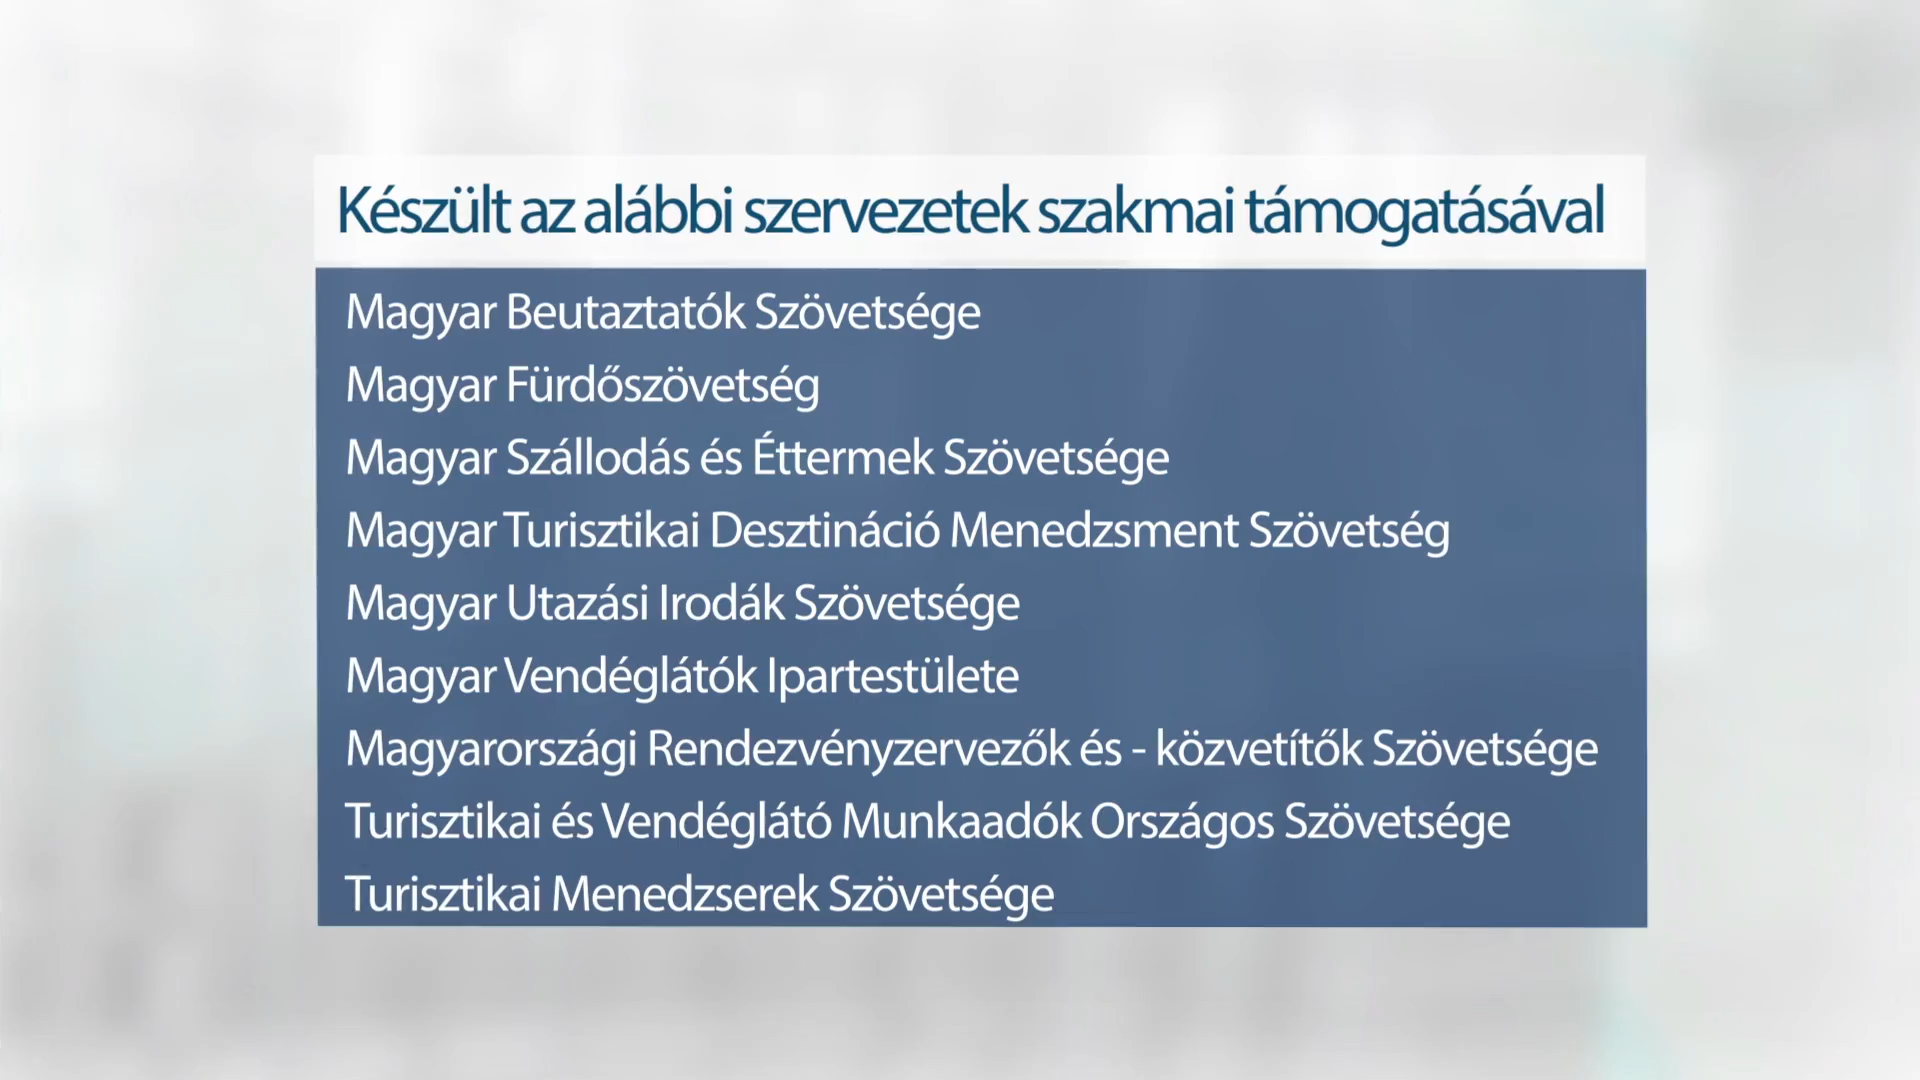 Készült az alábbi szervezetek szakmai támogatásával
Magyar Beutaztatók Szövetsége
Magyar Fürdőszövetség
Magyar Szállodás és Éttermek Szövetsége
Magyar Turisztikai Desztináció Menedzsment Szövetség
Magyar Utazási Irodák Szövetsége
Magyar Vendéglátók Ipartestülete
Magyarországi Rendezvényzervezők és - közvetítők Szövetsége
Turisztikai és Vendéglátó Munkaadók Országos Szövetsége
Turisztikai Menedzserek Szövetsége